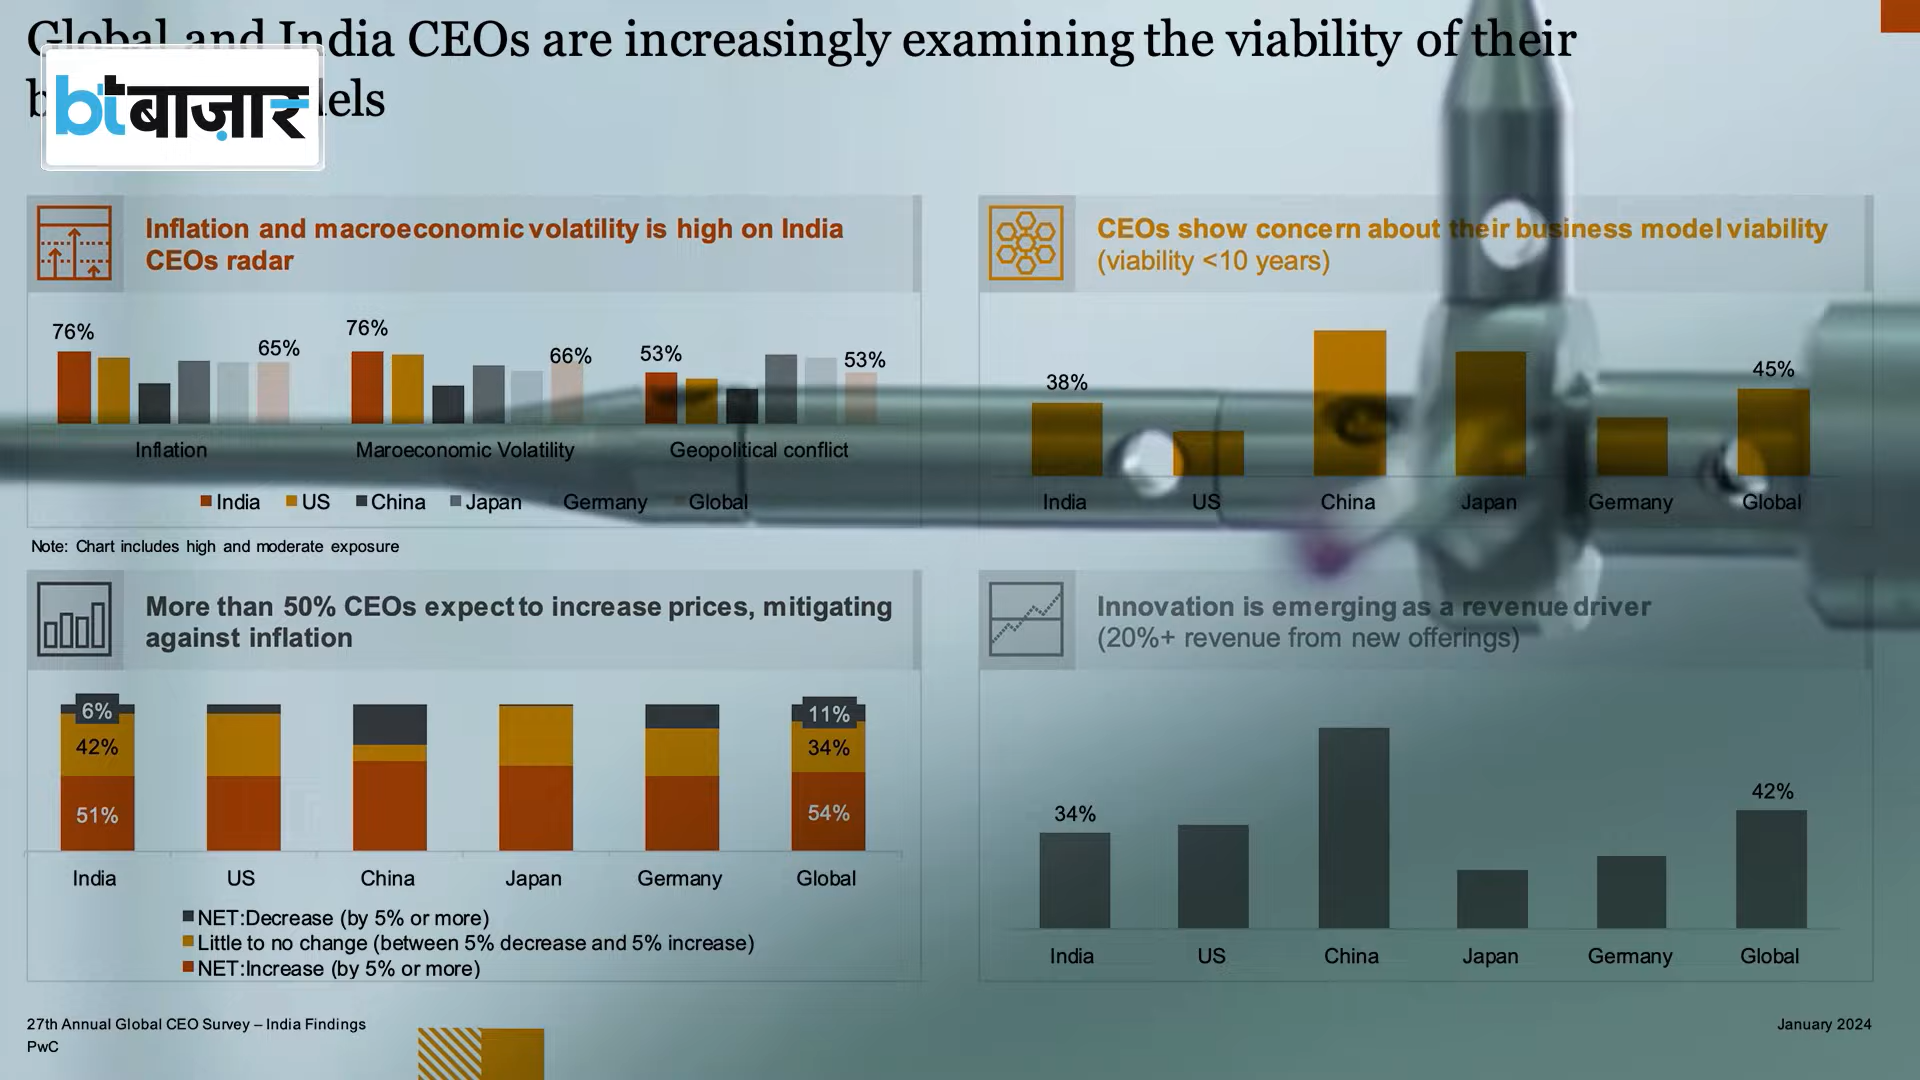 Global and India CEOs are increasingly examining the viability of their
els
btबाज़ार
Inflation and macroeconomic volatility is high on India
CEOs radar
76%
65%
76%
66%
53%
53%
Inflation
Maroeconomic Volatility
Geopolitical conflict
India
US
China
Japan
Germany
Global
Note: Chart includes high and moderate exposure
CEOs show concern about their business model viability
(viability <10 years)
38%
45%
India
US
China
Japan
Germany
Global
More than 50% CEOs expect to increase prices, mitigating
against inflation
6%
42%
51%
11%
34%
54%
India
US
China
Japan
Germany
Global
NET:Decrease (by 5% or more)
Little to no change (between 5% decrease and 5% increase)
NET:Increase (by 5% or more)
Innovation is emerging as a revenue driver
(20%+ revenue from new offerings)
34%
42%
India
US
China
Japan
Germany
Global
27th Annual Global CEO Survey – India Findings
PwC
January 2024